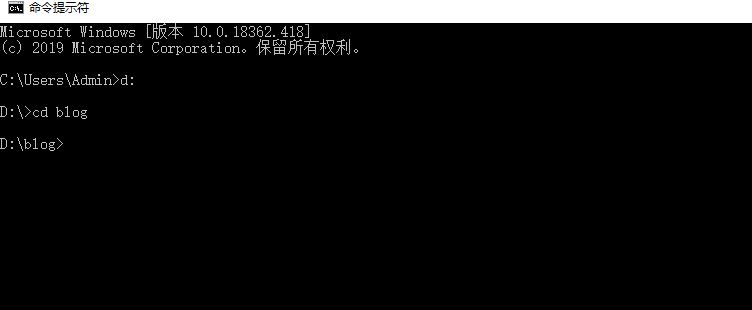 命令提示符
Microsoft Windows [版本 10.0.18362.418]
(c) 2019 Microsoft Corporation。保留所有权利。
C:\Users\Admin>d:
D:\>cd blog
D:\blog>